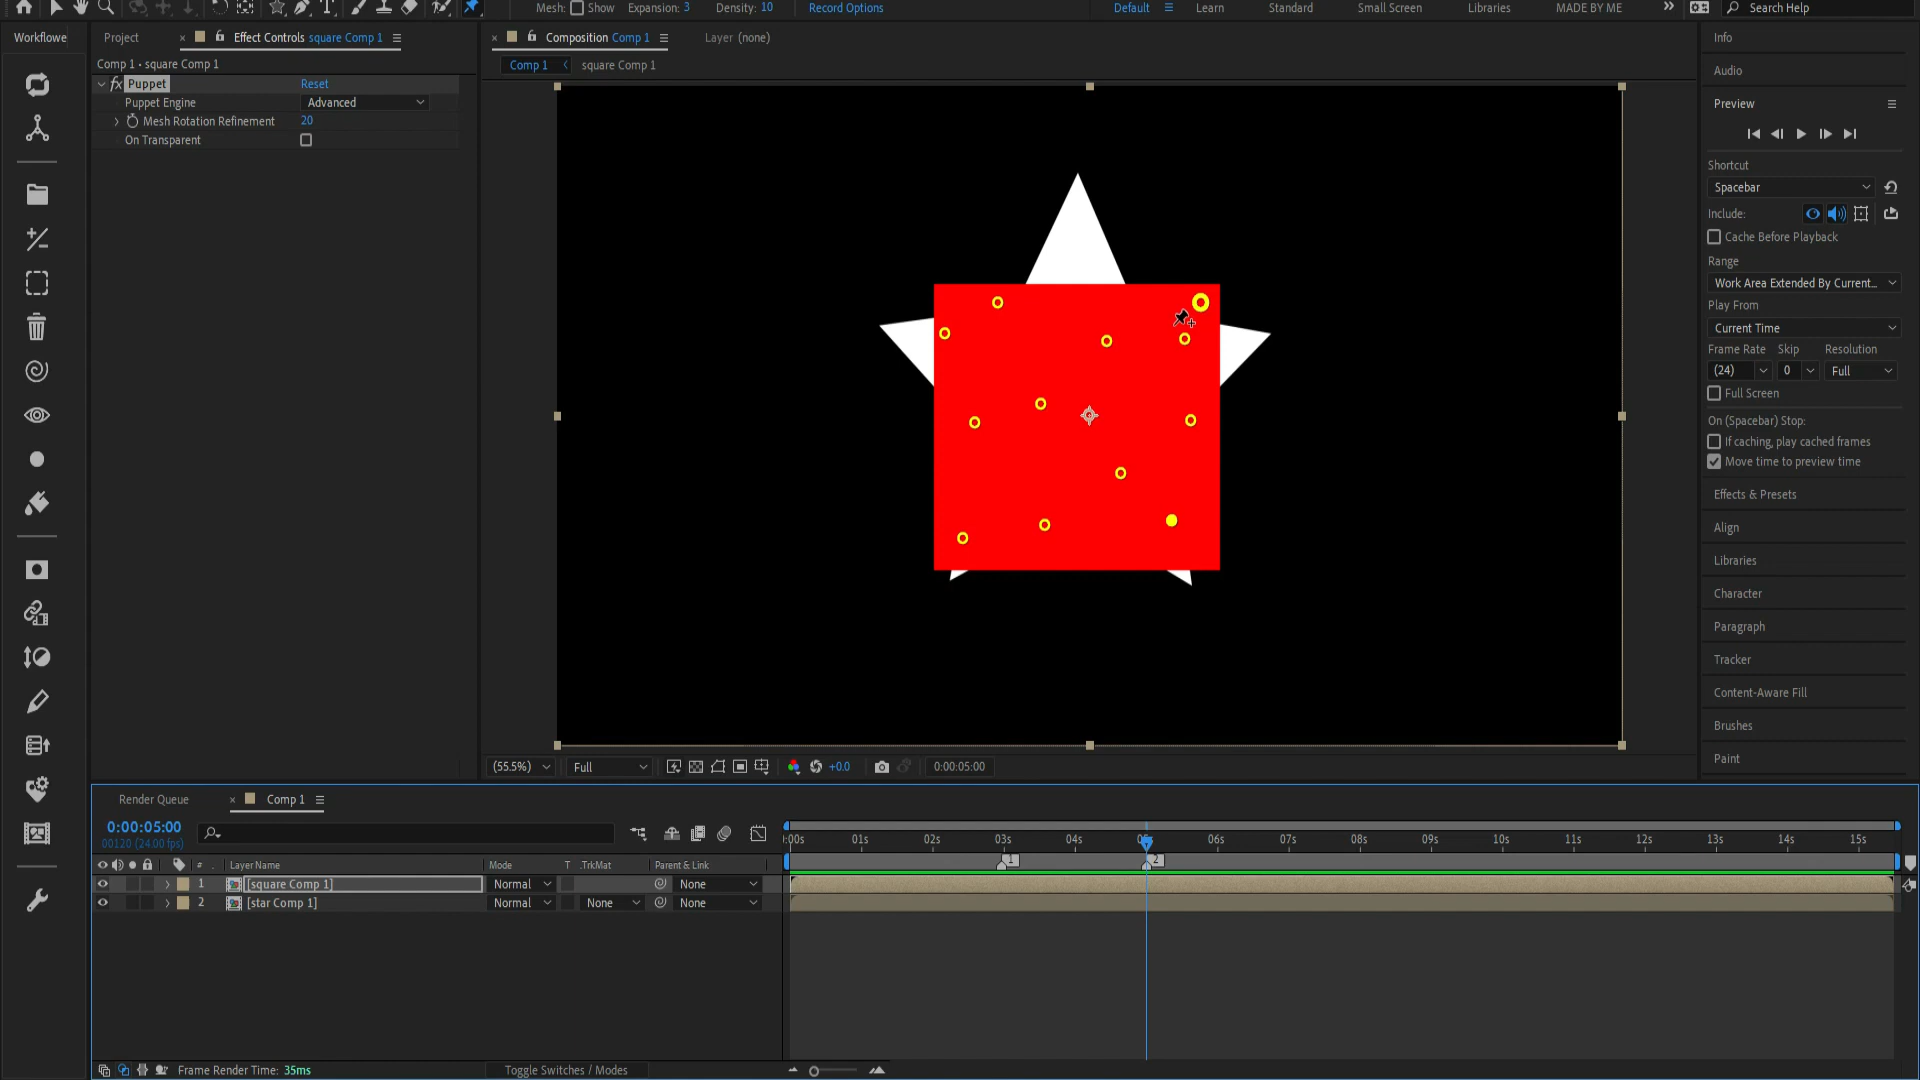 Mesh: Show Expansion: 3 Density: 10 Record Options Default Learn Standard Small Screen Libraries MADE BY ME Search Help
Workflowe
Project
Effect Controls square Comp 1
Composition Comp 1
Layer (none)
Info
Comp 1 • square Comp 1
Comp 1
square Comp 1
Audio
fx Puppet Reset
Puppet Engine Advanced
Mesh Rotation Refinement 20
On Transparent
Preview
Shortcut
Spacebar
Include:
Cache Before Playback
Range
Work Area Extended By Current...
Play From
Current Time
Frame Rate Skip Resolution
(24) 0 Full
Full Screen
On (Spacebar) Stop:
If caching, play cached frames
Move time to preview time
Effects & Presets
Align
Libraries
Character
Paragraph
Tracker
Content-Aware Fill
Brushes
Paint
(55.5%) Full +0.0 0:00:05:00
Render Queue
Comp 1
0:00:05:00
00120 (24.00 fps)
:00s 01s 02s 03s 04s 06s 07s 08s 09s 10s 11s 12s 13s 14s 15s
1 2
# Layer Name Mode T .TrkMat Parent & Link
1 [square Comp 1] Normal None
2 [star Comp 1] Normal None None
Frame Render Time: 35ms
Toggle Switches / Modes